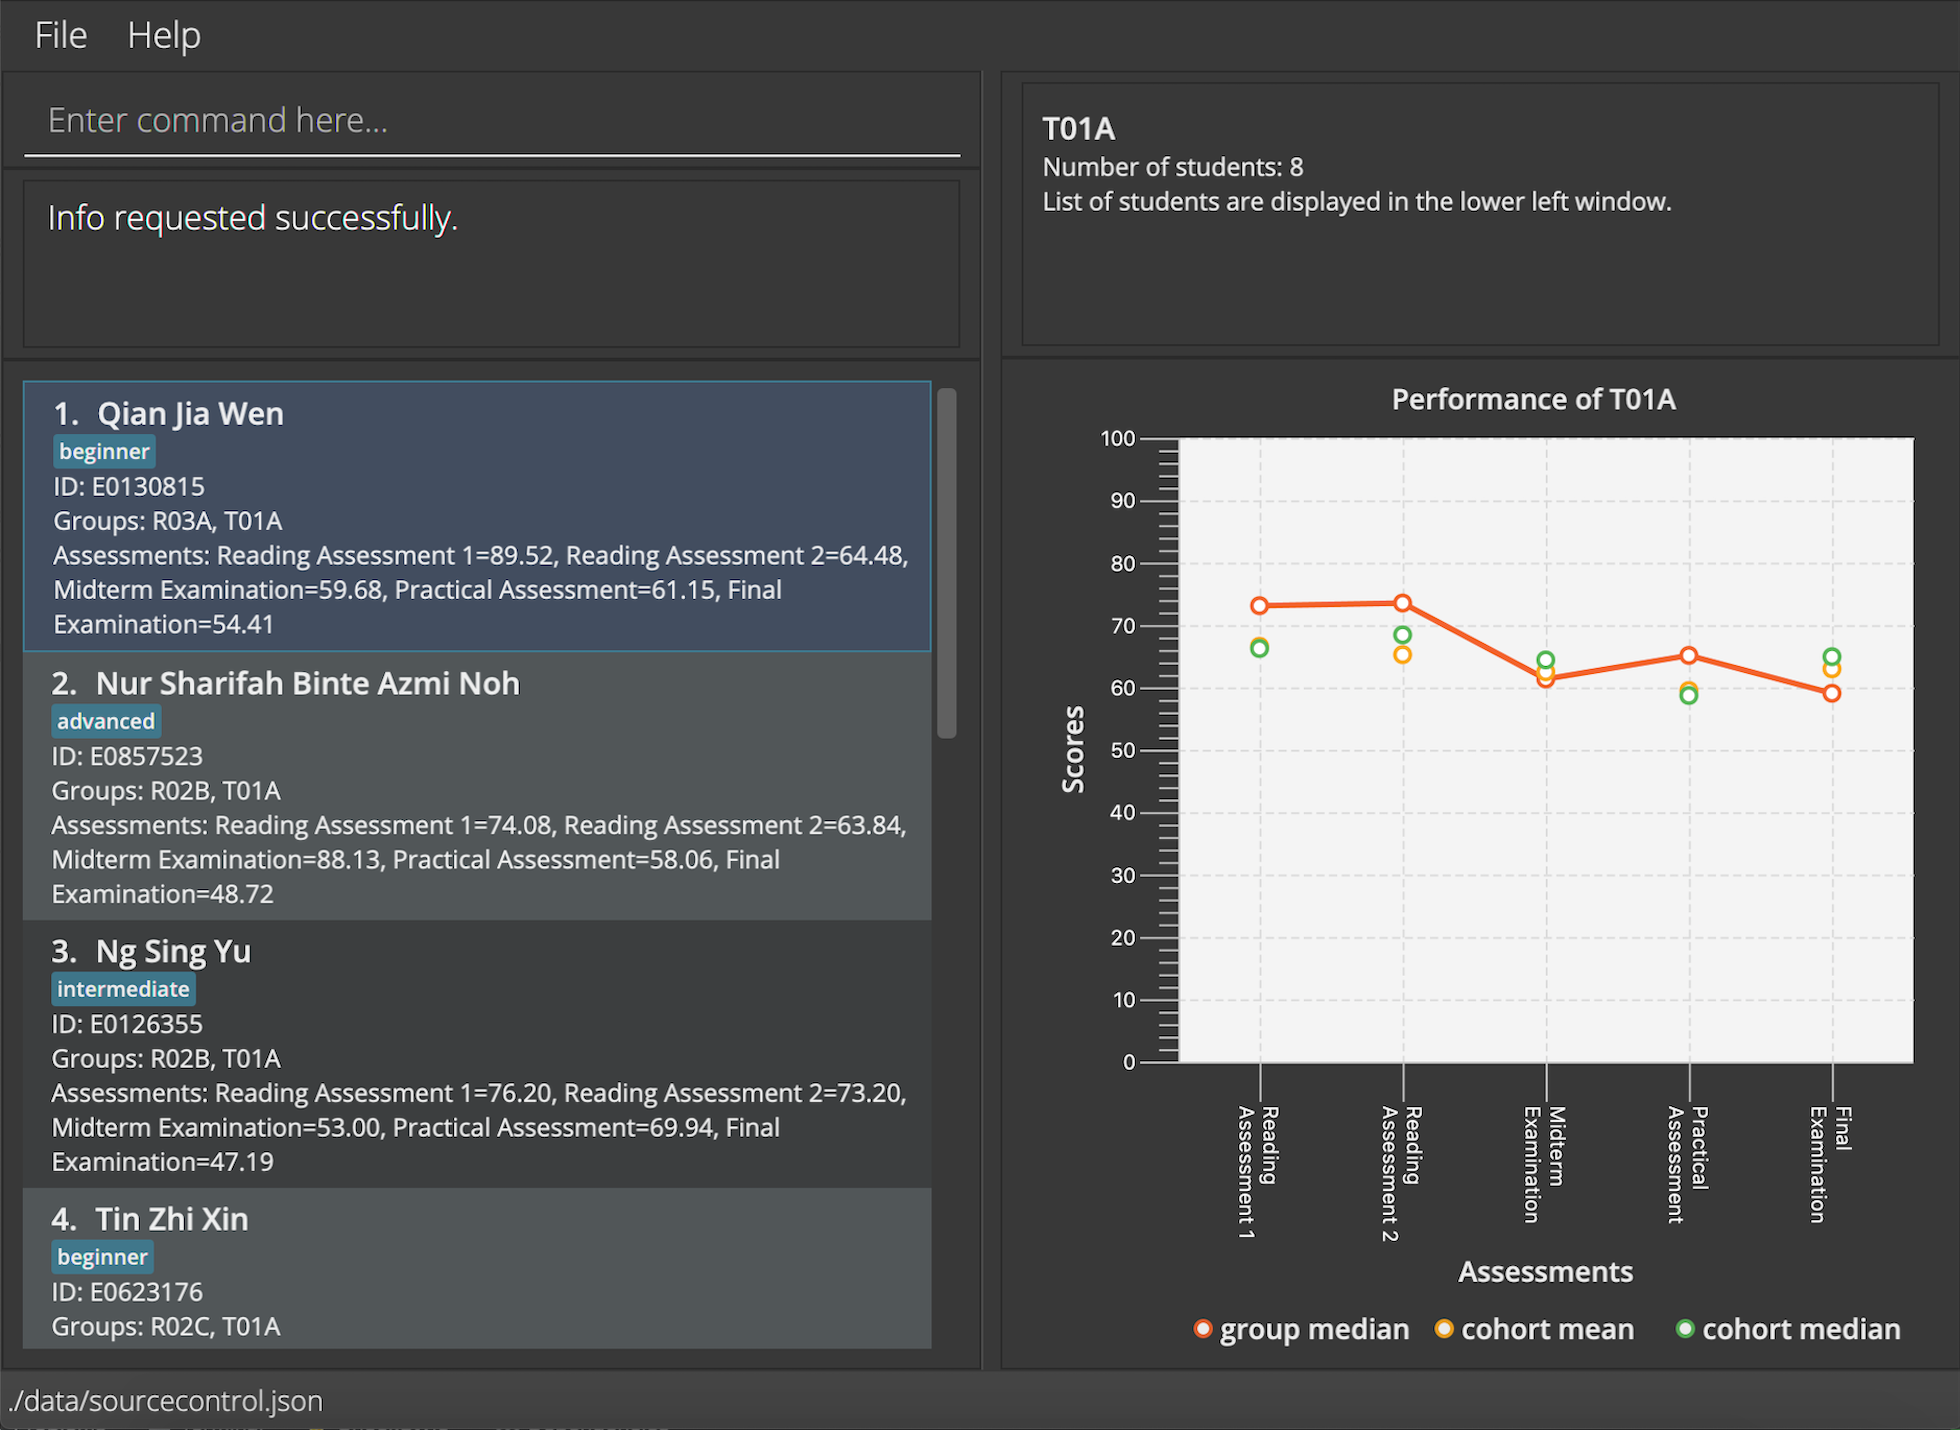 File Help
Enter command here...
Info requested successfully.
1. Qian Jia Wen
beginner
ID: E0130815
Groups: R03A, T01A
Assessments: Reading Assessment 1=89.52, Reading Assessment 2=64.48,
Midterm Examination=59.68, Practical Assessment=61.15, Final
Examination=54.41
2. Nur Sharifah Binte Azmi Noh
advanced
ID: E0857523
Groups: R02B, T01A
Assessments: Reading Assessment 1=74.08, Reading Assessment 2=63.84,
Midterm Examination=88.13, Practical Assessment=58.06, Final
Examination=48.72
3. Ng Sing Yu
intermediate
ID: E0126355
Groups: R02B, T01A
Assessments: Reading Assessment 1=76.20, Reading Assessment 2=73.20,
Midterm Examination=53.00, Practical Assessment=69.94, Final
Examination=47.19
4. Tin Zhi Xin
beginner
ID: E0623176
Groups: R02C, T01A
T01A
Number of students: 8
List of students are displayed in the lower left window.
Performance of T01A
100
90
80
70
60
50
40
30
20
10
0
Scores
Reading
Assessment 1
Reading
Assessment 2
Midterm
Examination
Practical
Assessment
Final
Examination
Assessments
group median cohort mean cohort median
./data/sourcecontrol.json